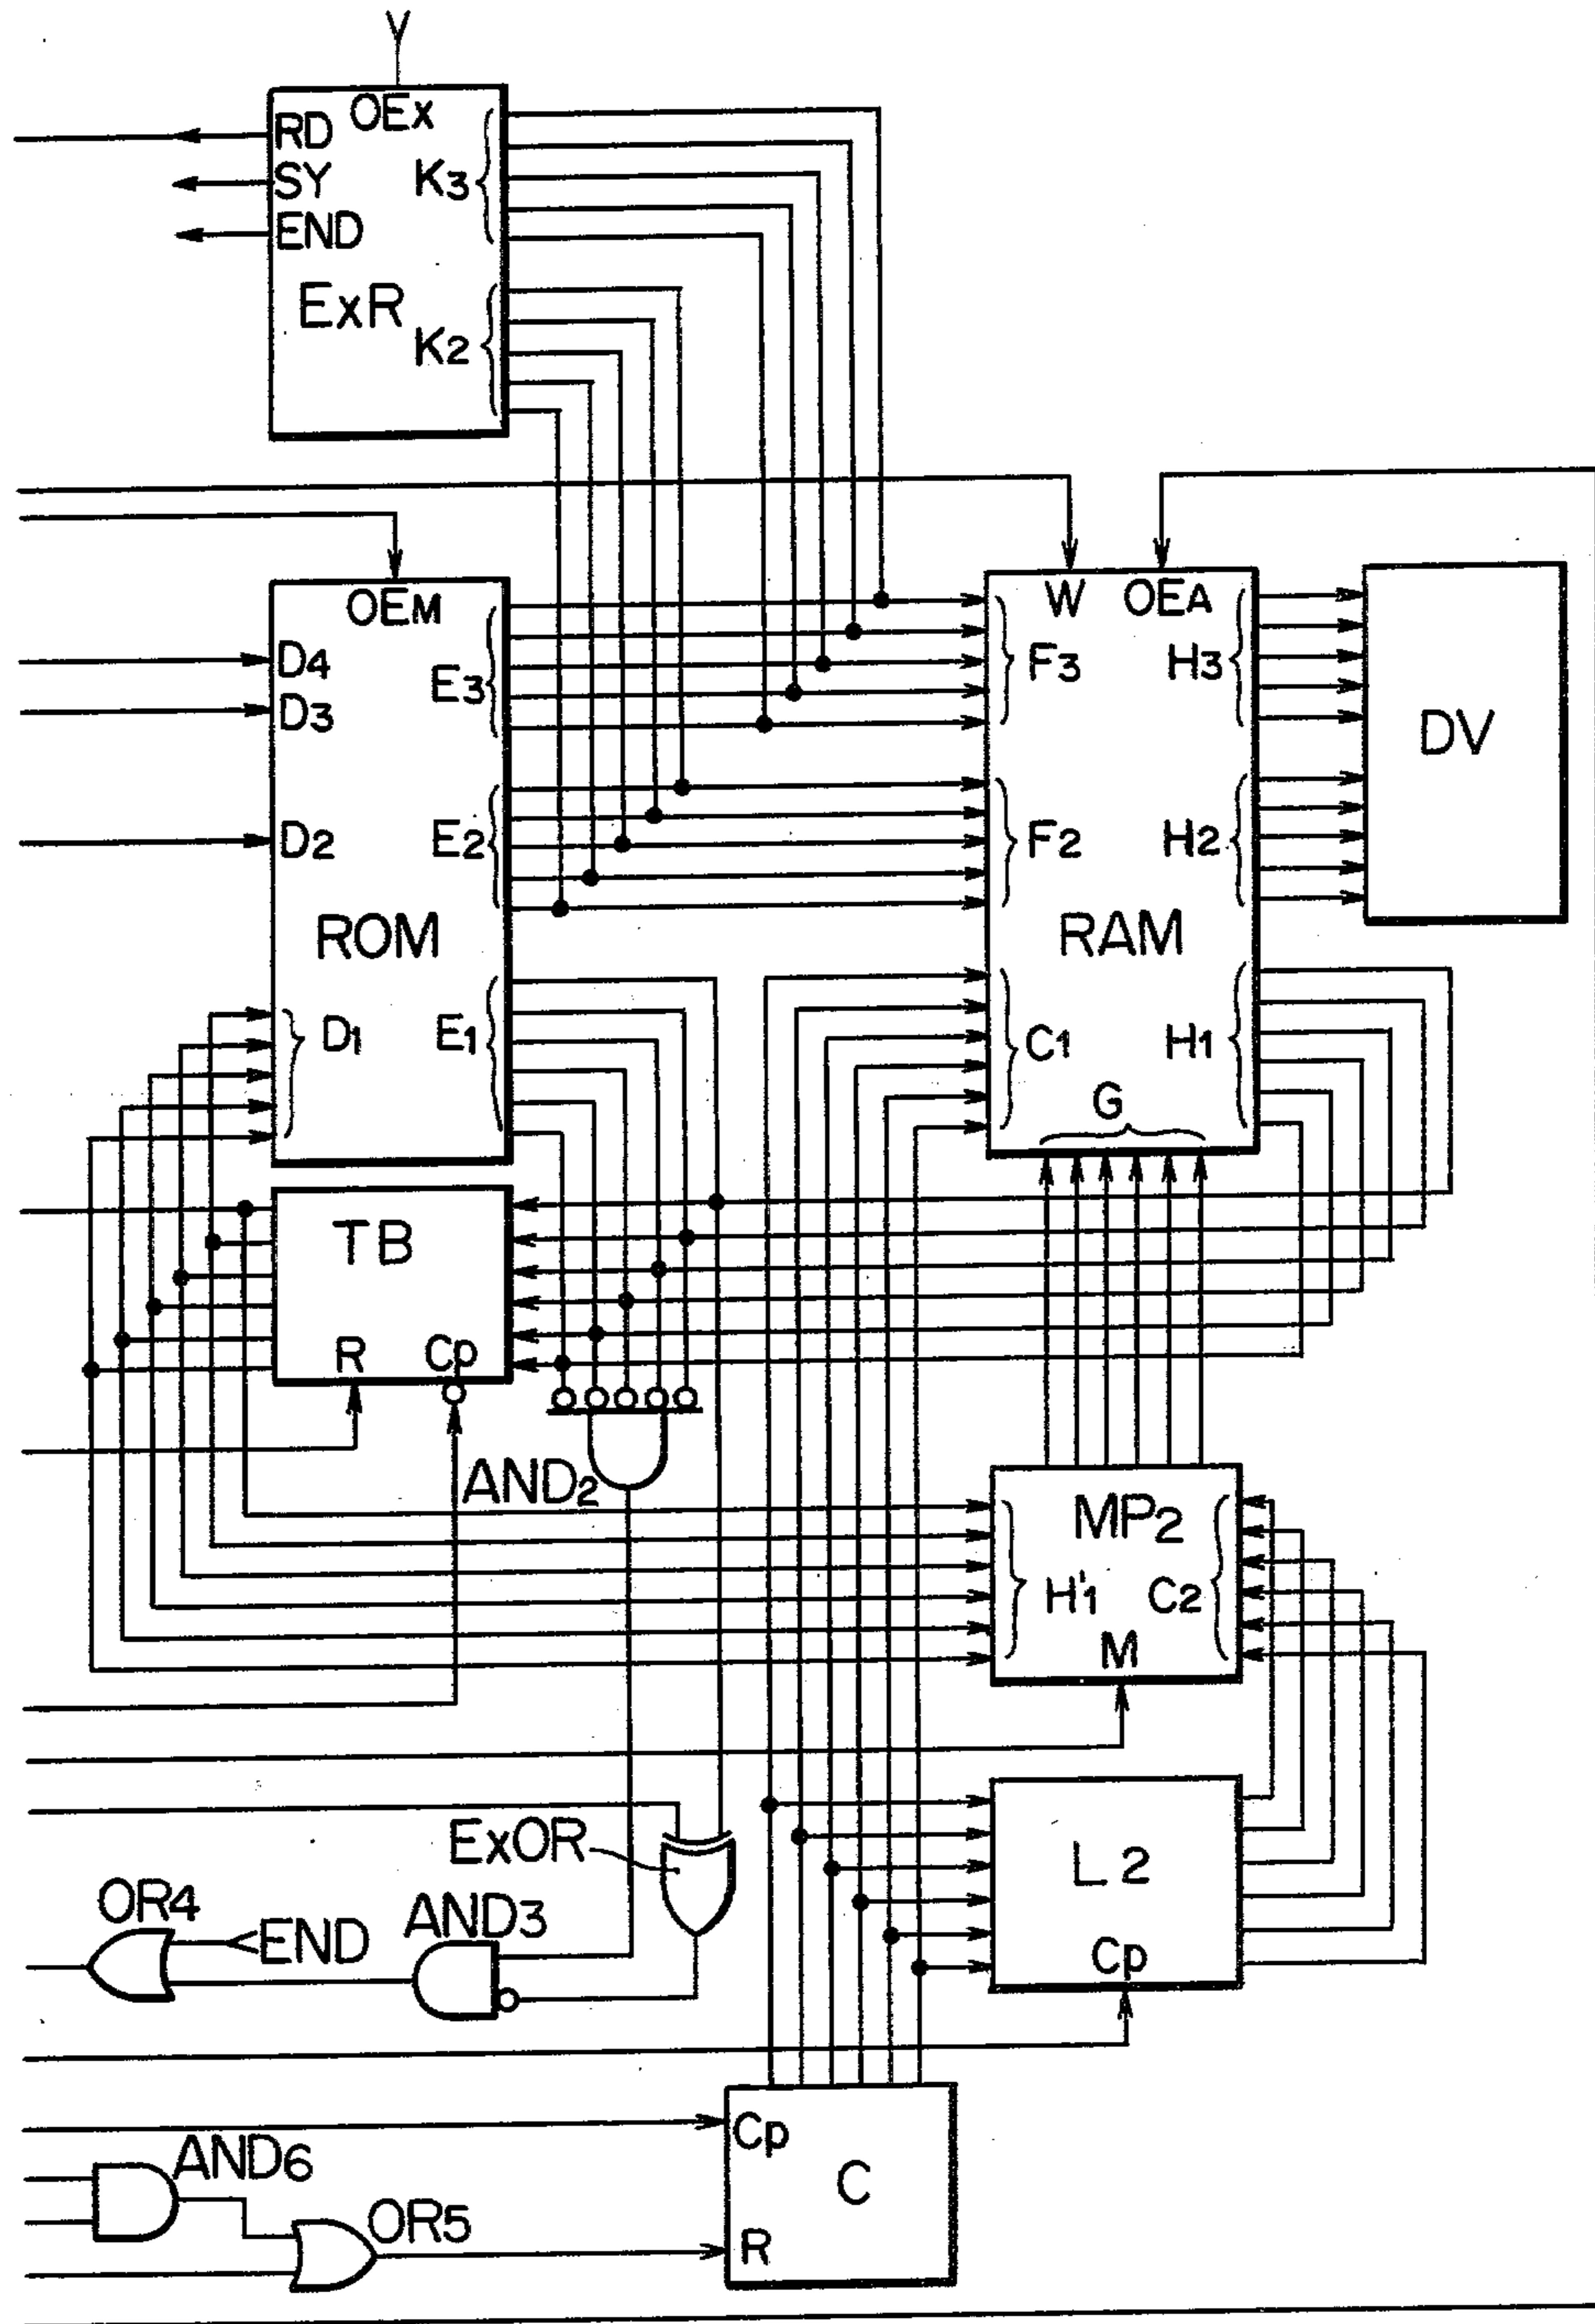 V
OEx
RD
SY
END
K3
ExR
K2
OEM
D4
D3
E3
D2
E2
ROM
D1
E1
W OEA
F3 H3
F2 H2
RAM
C1 H1
G
DV
TB
R Cp
AND2
MP2
H'1 C2
M
ExOR
L2
Cp
OR4
END
AND3
AND6
OR5
Cp
C
R